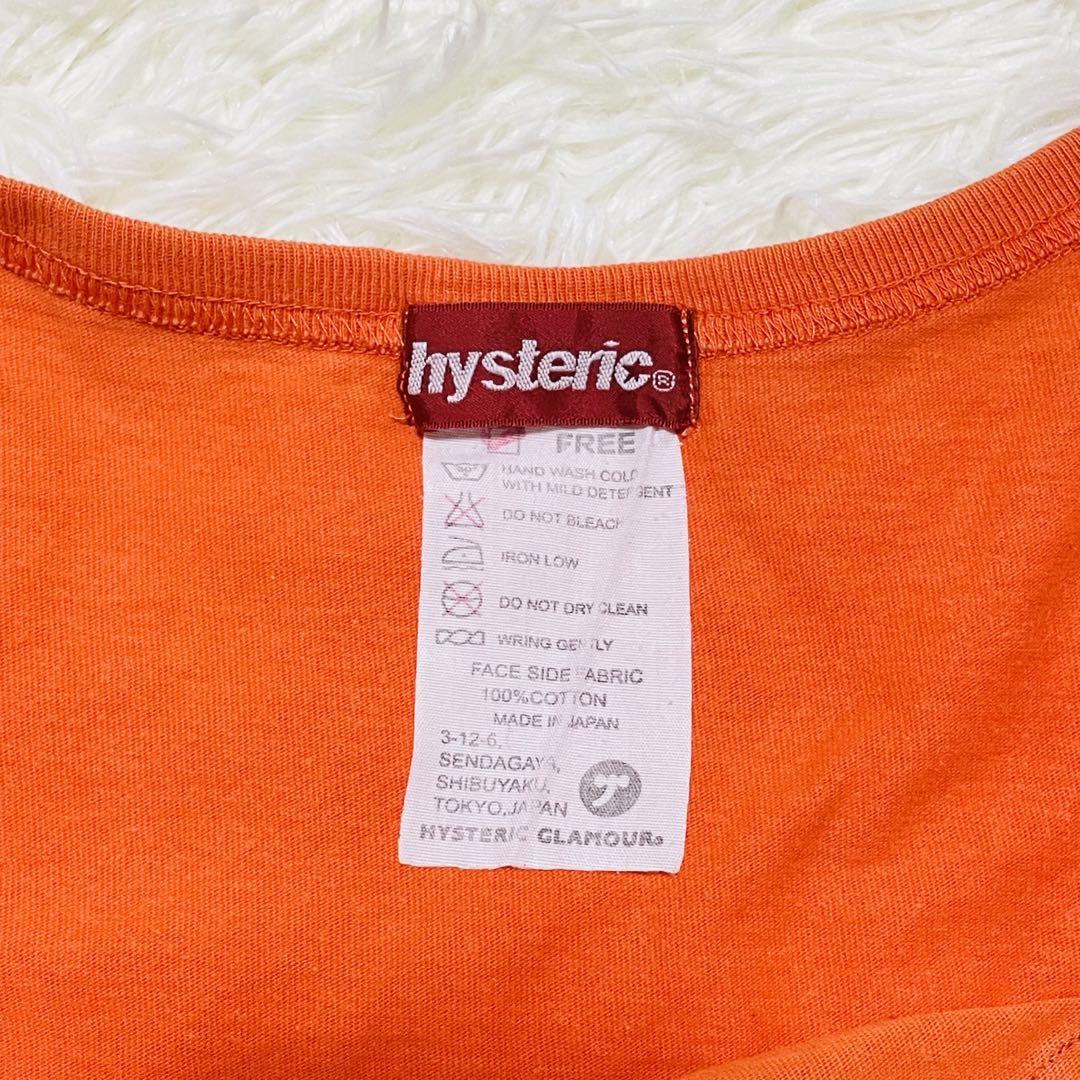 hysteric®
FREE
HAND WASH COLD
WITH MILD DETERGENT
DO NOT BLEACH
IRON LOW
DO NOT DRY CLEAN
WRING GENTLY
FACE SIDE FABRIC
100%COTTON
MADE IN JAPAN
3-12-6,
SENDAGAYA,
SHIBUYAKU,
TOKYO,JAPAN
HYSTERIC GLAMOUR®